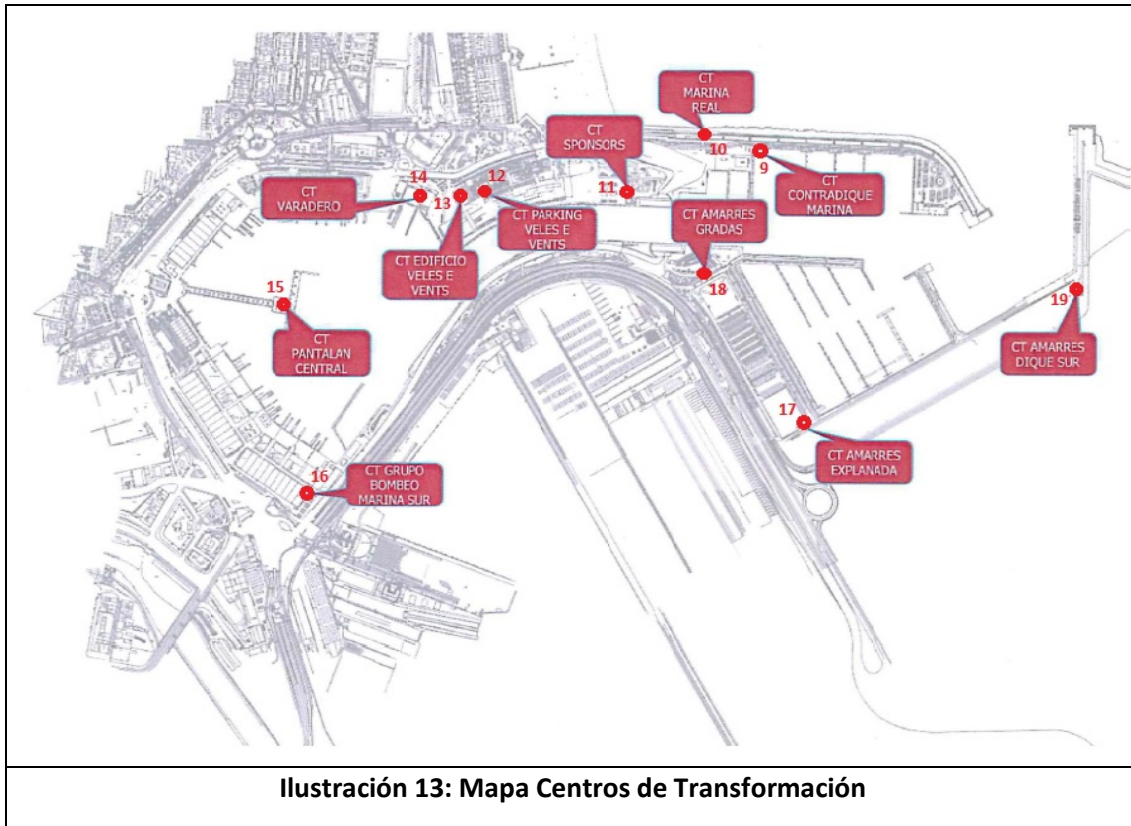 CT
MARINA
REAL
10
9
CT
SPONSORS
11
CT
CONTRADIQUE
MARINA
14
13
12
CT
VARADERO
CT PARKING
VELES E
VENTS
CT EDIFICIO
VELES E
VENTS
CT AMARRES
GRADAS
18
19
CT AMARRES
DIQUE SUR
15
CT
PANTALAN
CENTRAL
17
CT AMARRES
EXPLANADA
16
CT GRUPO
BOMBEO
MARINA SUR
Ilustración 13: Mapa Centros de Transformación